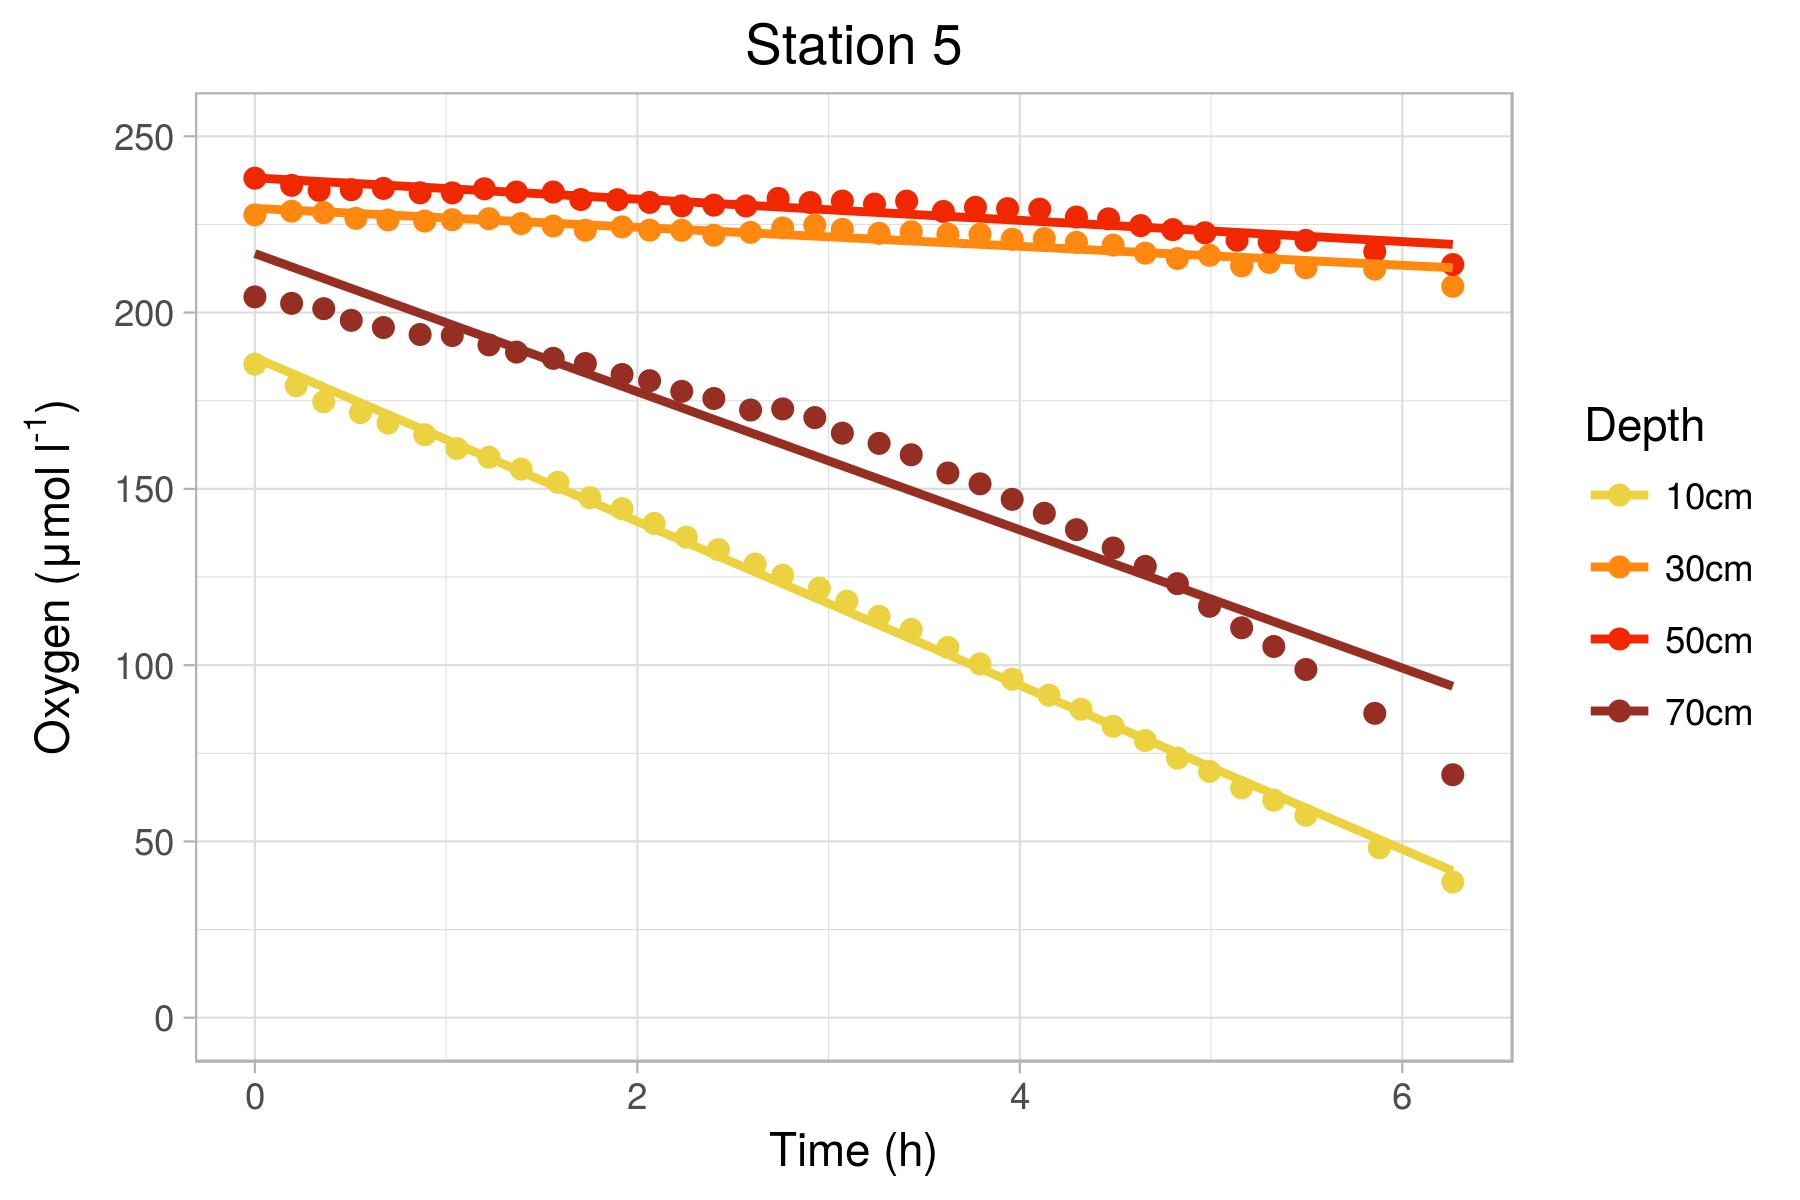 Station 5
250
200
150
100
50
0
Oxygen (µmol l⁻¹)
0 2 4 6
Time (h)
Depth
10cm
30cm
50cm
70cm